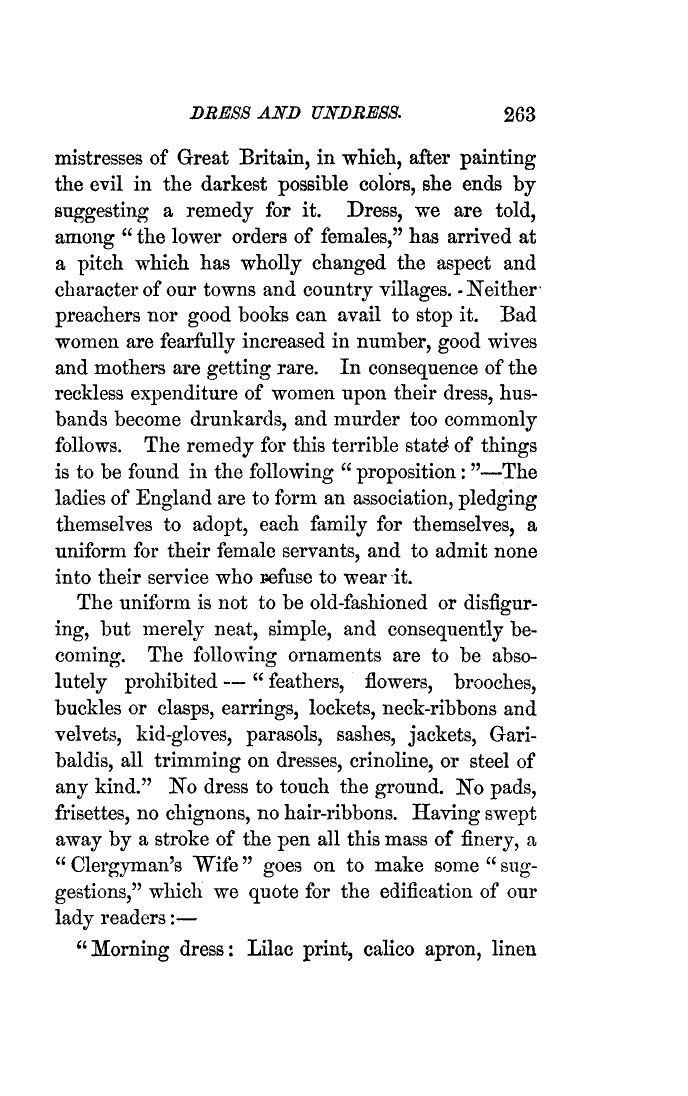 DRESS AND UNDRESS. 263
mistresses of Great Britain, in which, after painting
the evil in the darkest possible colors, she ends by
suggesting a remedy for it. Dress, we are told,
among “ the lower orders of females,” has arrived at
a pitch which has wholly changed the aspect and
character of our towns and country villages. Neither
preachers nor good books can avail to stop it. Bad
women are fearfully increased in number, good wives
and mothers are getting rare. In consequence of the
reckless expenditure of women upon their dress, hus-
bands become drunkards, and murder too commonly
follows. The remedy for this terrible state of things
is to be found in the following “ proposition : ”—The
ladies of England are to form an association, pledging
themselves to adopt, each family for themselves, a
uniform for their female servants, and to admit none
into their service who refuse to wear it.
The uniform is not to be old-fashioned or disfigur-
ing, but merely neat, simple, and consequently be-
coming. The following ornaments are to be abso-
lutely prohibited — “ feathers, flowers, brooches,
buckles or clasps, earrings, lockets, neck-ribbons and
velvets, kid-gloves, parasols, sashes, jackets, Gari-
baldis, all trimming on dresses, crinoline, or steel of
any kind.” No dress to touch the ground. No pads,
frisettes, no chignons, no hair-ribbons. Having swept
away by a stroke of the pen all this mass of finery, a
“ Clergyman’s Wife ” goes on to make some “ sug-
gestions,” which we quote for the edification of our
lady readers :—
“ Morning dress : Lilac print, calico apron, linen